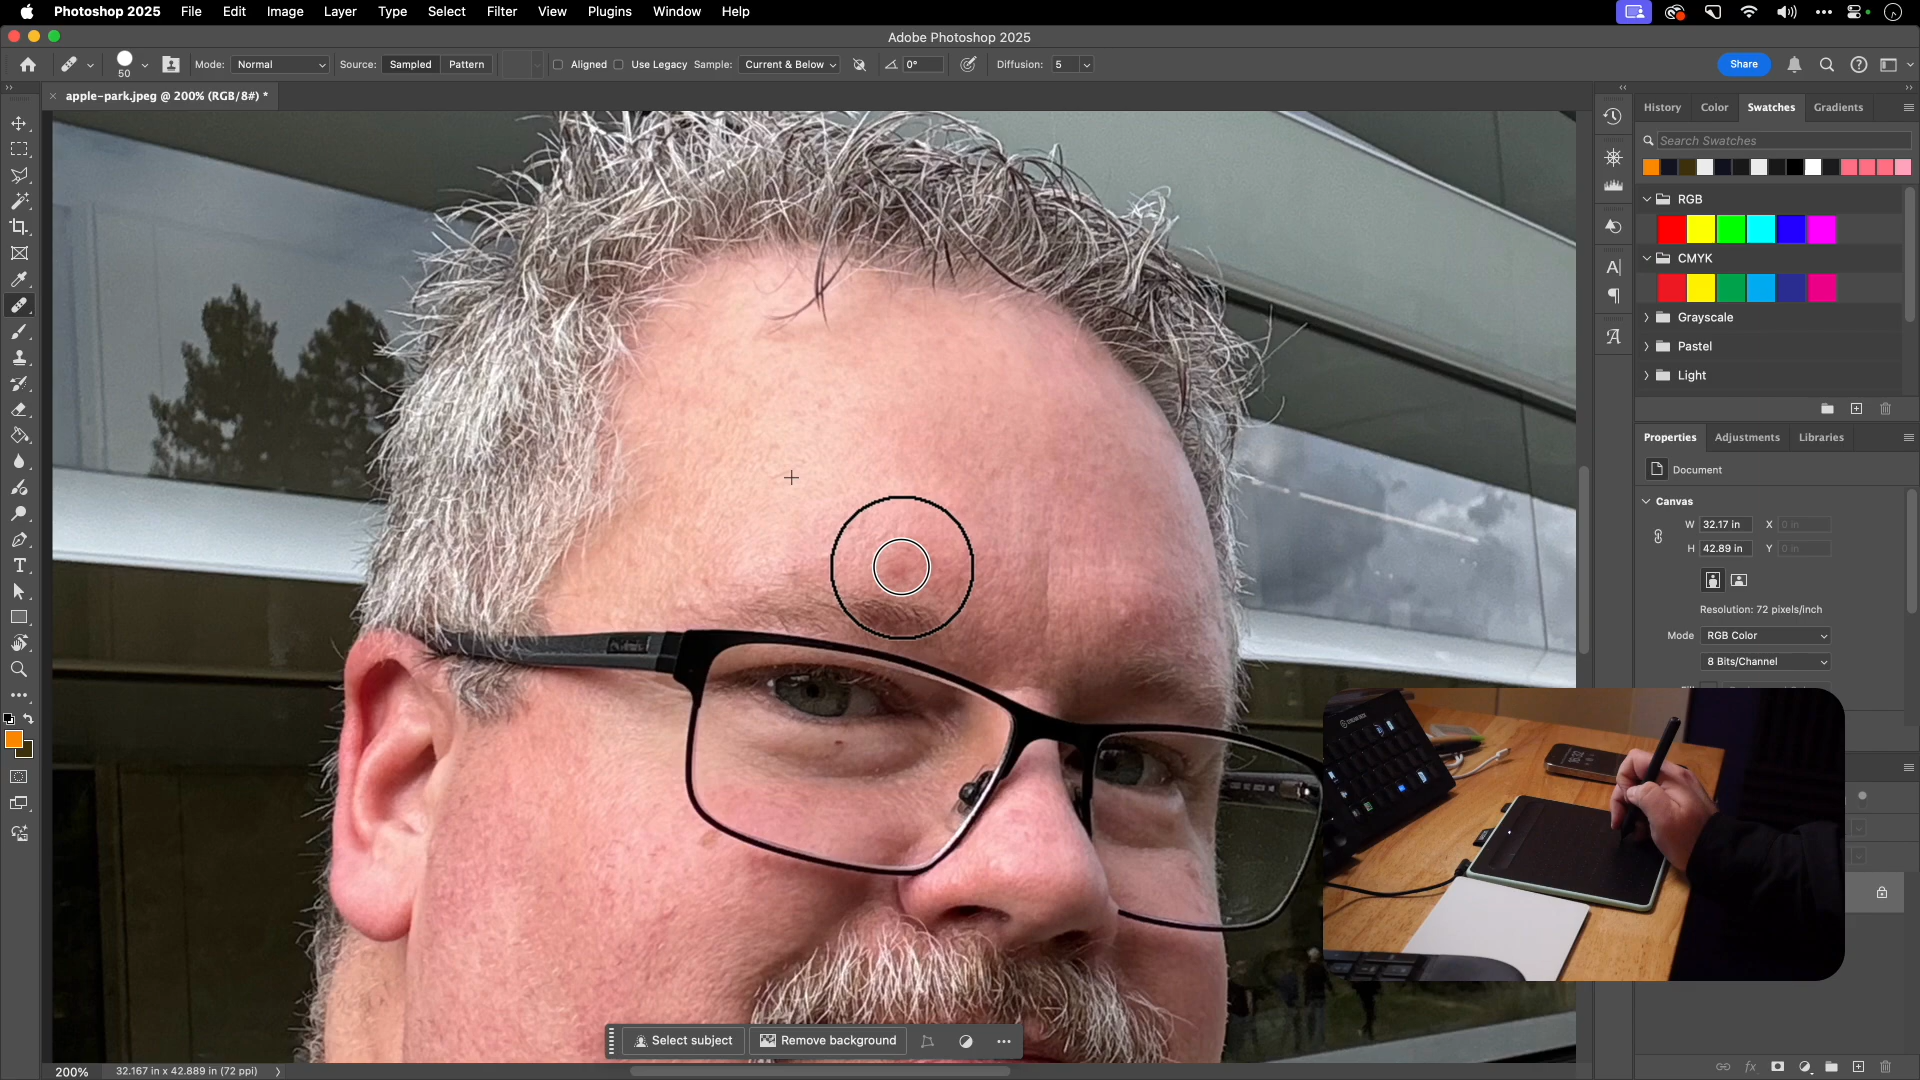 Photoshop 2025 File Edit Image Layer Type Select Filter View Plugins Window Help
Adobe Photoshop 2025
50 Mode: Normal Source: Sampled Pattern Aligned Use Legacy Sample: Current & Below 0° Diffusion: 5 Share
apple-park.jpeg @ 200% (RGB/8#) *
History Color Swatches Gradients
Search Swatches
RGB
CMYK
Grayscale
Pastel
Light
Properties Adjustments Libraries
Document
Canvas
W 32.17 in X 0 in
H 42.89 in Y 0 in
Resolution: 72 pixels/inch
Mode RGB Color
8 Bits/Channel
Select subject Remove background
200% 32.167 in x 42.889 in (72 ppi)